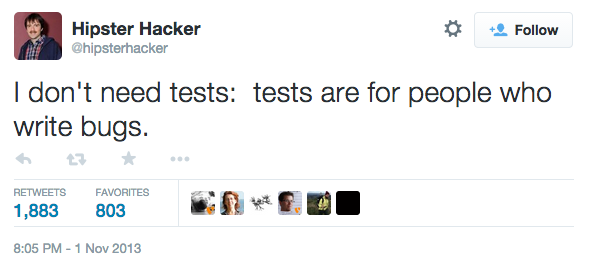 Hipster Hacker
@hipsterhacker
Follow
I don't need tests:  tests are for people who
write bugs.
RETWEETS FAVORITES
1,883 803
8:05 PM - 1 Nov 2013